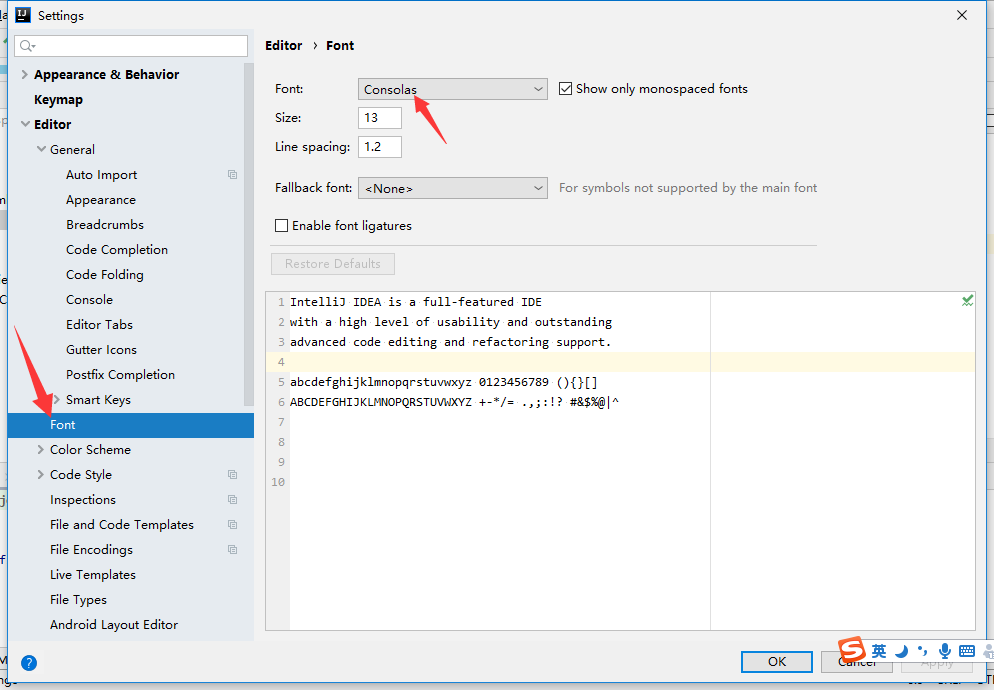 Settings
Editor › Font
Appearance & Behavior
Keymap
Editor
General
Auto Import
Appearance
Breadcrumbs
Code Completion
Code Folding
Console
Editor Tabs
Gutter Icons
Postfix Completion
Smart Keys
Font
Color Scheme
Code Style
Inspections
File and Code Templates
File Encodings
Live Templates
File Types
Android Layout Editor
Font: Consolas Show only monospaced fonts
Size: 13
Line spacing: 1.2
Fallback font: <None> For symbols not supported by the main font
Enable font ligatures
Restore Defaults
1 IntelliJ IDEA is a full-featured IDE
2 with a high level of usability and outstanding
3 advanced code editing and refactoring support.
4
5 abcdefghijklmnopqrstuvwxyz 0123456789 (){}[]
6 ABCDEFGHIJKLMNOPQRSTUVWXYZ +-*/= .,;:!? #&$%@|^
7
8
9
10
S 英
? OK Cancel Apply